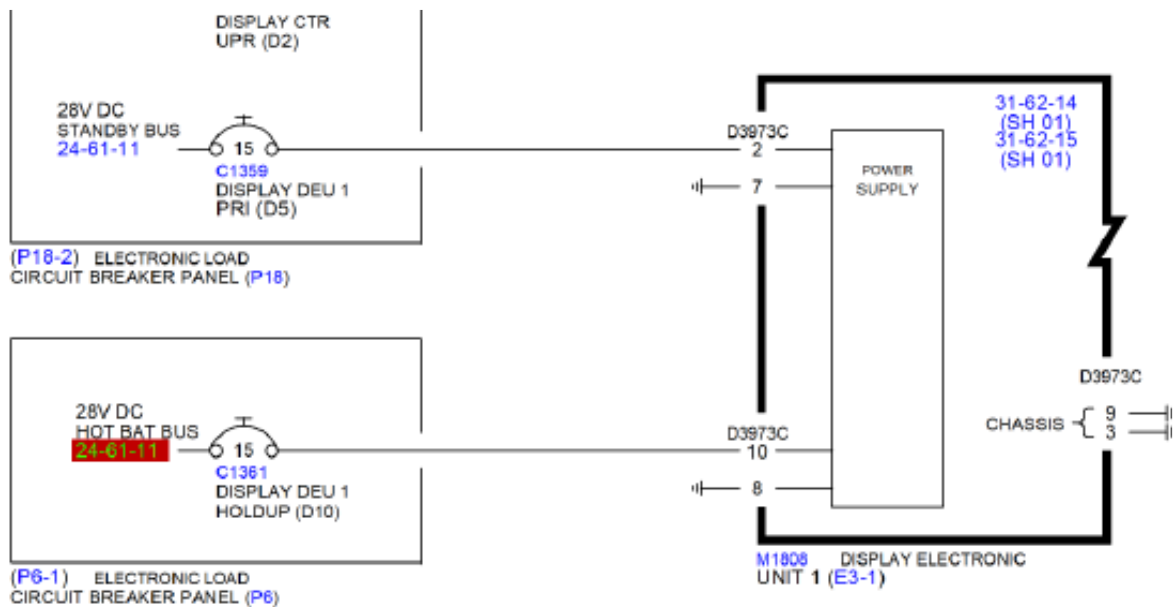 DISPLAY CTR
UPR (D2)
28V DC
STANDBY BUS
24-61-11
15
C1359
DISPLAY DEU 1
PRI (D5)
(P18-2) ELECTRONIC LOAD
CIRCUIT BREAKER PANEL (P18)
D3973C
2
7
POWER
SUPPLY
31-62-14
(SH 01)
31-62-15
(SH 01)
28V DC
HOT BAT BUS
24-61-11
15
C1361
DISPLAY DEU 1
HOLDUP (D10)
(P6-1) ELECTRONIC LOAD
CIRCUIT BREAKER PANEL (P6)
D3973C
10
8
D3973C
CHASSIS
9
3
M1808 DISPLAY ELECTRONIC
UNIT 1 (E3-1)